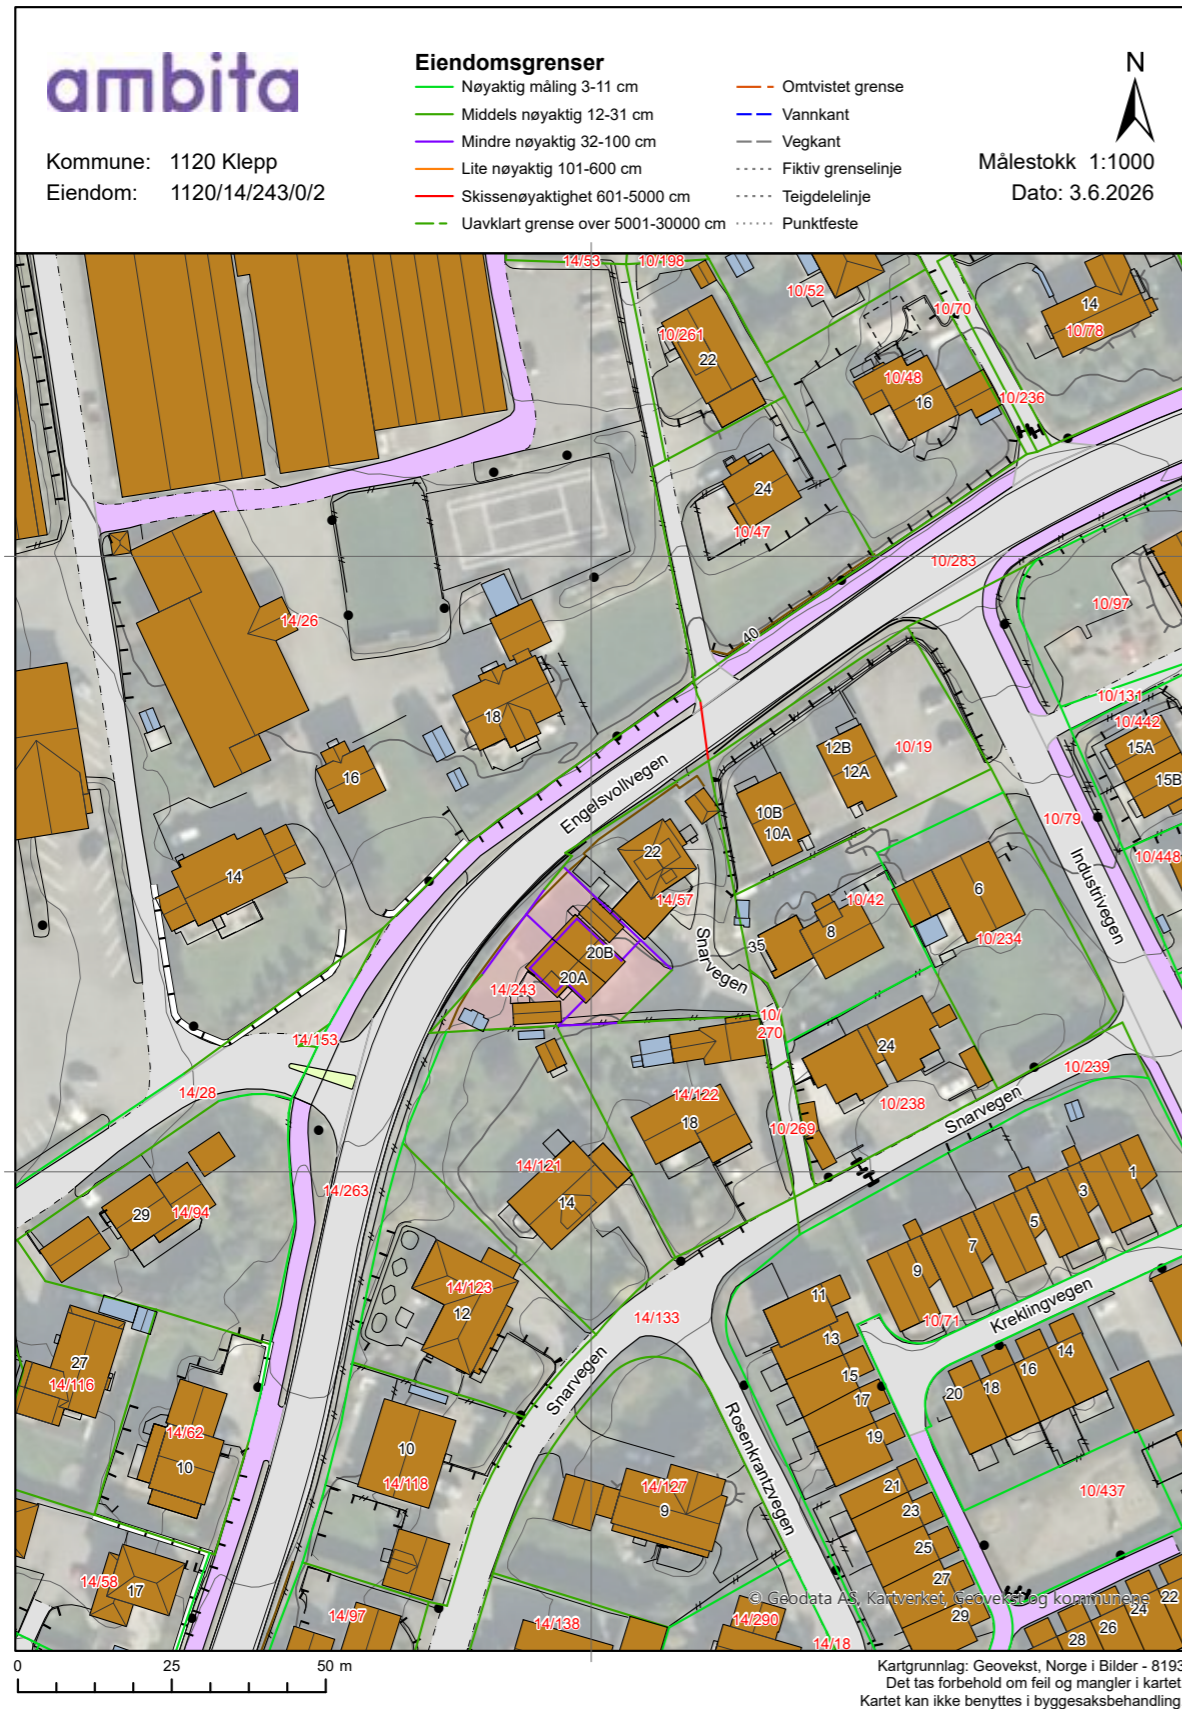 ambita
Kommune: 1120 Klepp
Eiendom: 1120/14/243/0/2
Eiendomsgrenser
Nøyaktig måling 3-11 cm
Middels nøyaktig 12-31 cm
Mindre nøyaktig 32-100 cm
Lite nøyaktig 101-600 cm
Skissenøyaktighet 601-5000 cm
Uavklart grense over 5001-30000 cm
Omtvistet grense
Vannkant
Vegkant
Fiktiv grenselinje
Teigdelelinje
Punktfeste
N
Målestokk 1:1000
Dato: 3.6.2026
14/53
10/198
10/52
10/70
14
10/78
10/261
22
10/48
16
10/236
24
10/47
10/283
10/97
14/26
40
18
10/131
10/442
15A
15B
12B
12A
10/19
16
Engelsvollvegen
10B
10A
10/79
10/448
Industrivegen
14
22
14/57
10/42
6
8
10/234
35
Snarvegen
20B
20A
14/243
10/
270
14/153
24
10/239
14/28
14/122
18
10/238
Snarvegen
10/269
14/121
14
14/263
29
14/94
1
3
5
7
9
14/123
12
11
10/71
Kreklingvegen
14/133
13
27
14/116
15
17
19
14
16
18
20
Snarvegen
Rosenkrantzvegen
14/62
10
10
14/118
14/127
9
21
23
25
27
29
10/437
14/58
17
14/97
14/138
14/290
14/18
22
24
26
28
© Geodata AS, Kartverket, Geovekst og kommunene
0 25 50 m
Kartgrunnlag: Geovekst, Norge i Bilder - 8193
Det tas forbehold om feil og mangler i kartet
Kartet kan ikke benyttes i byggesaksbehandling